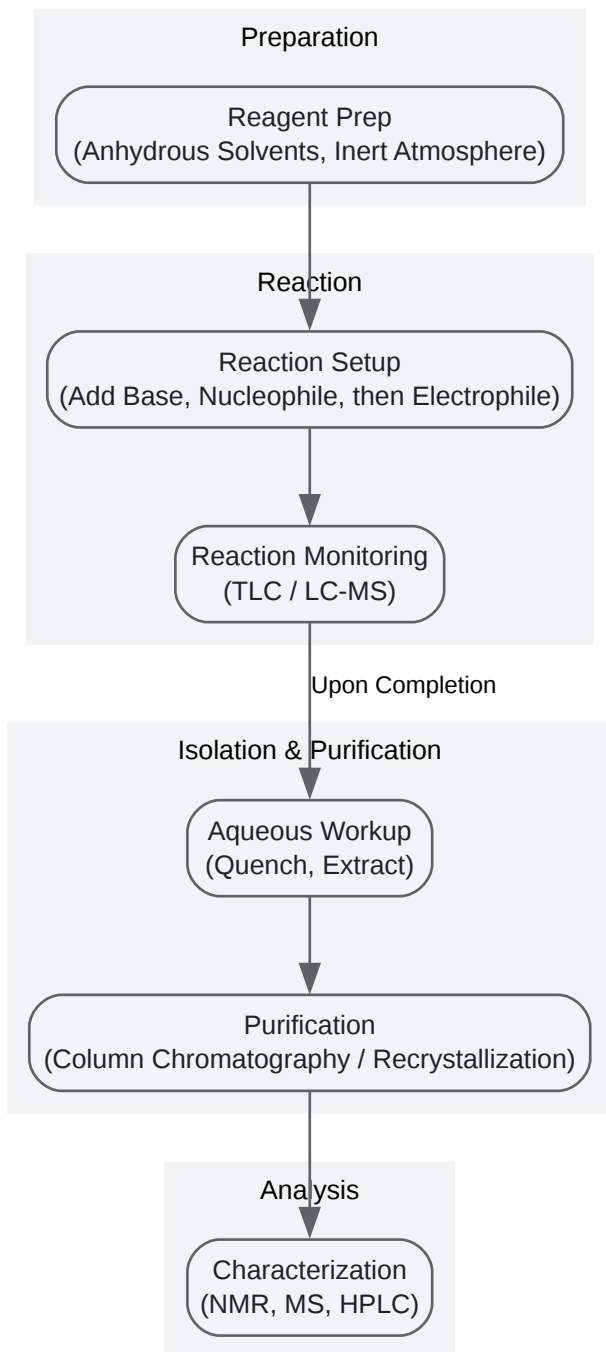 Preparation
Reagent Prep
(Anhydrous Solvents, Inert Atmosphere)
Reaction
Reaction Setup
(Add Base, Nucleophile, then Electrophile)
Reaction Monitoring
(TLC / LC-MS)
Upon Completion
Isolation & Purification
Aqueous Workup
(Quench, Extract)
Purification
(Column Chromatography / Recrystallization)
Analysis
Characterization
(NMR, MS, HPLC)